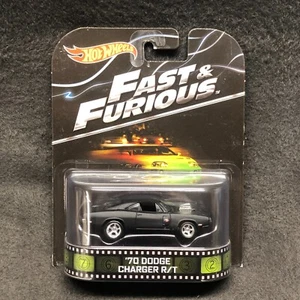 HOT WHEELS
FAST &
FURIOUS
'70 DODGE
CHARGER R/T